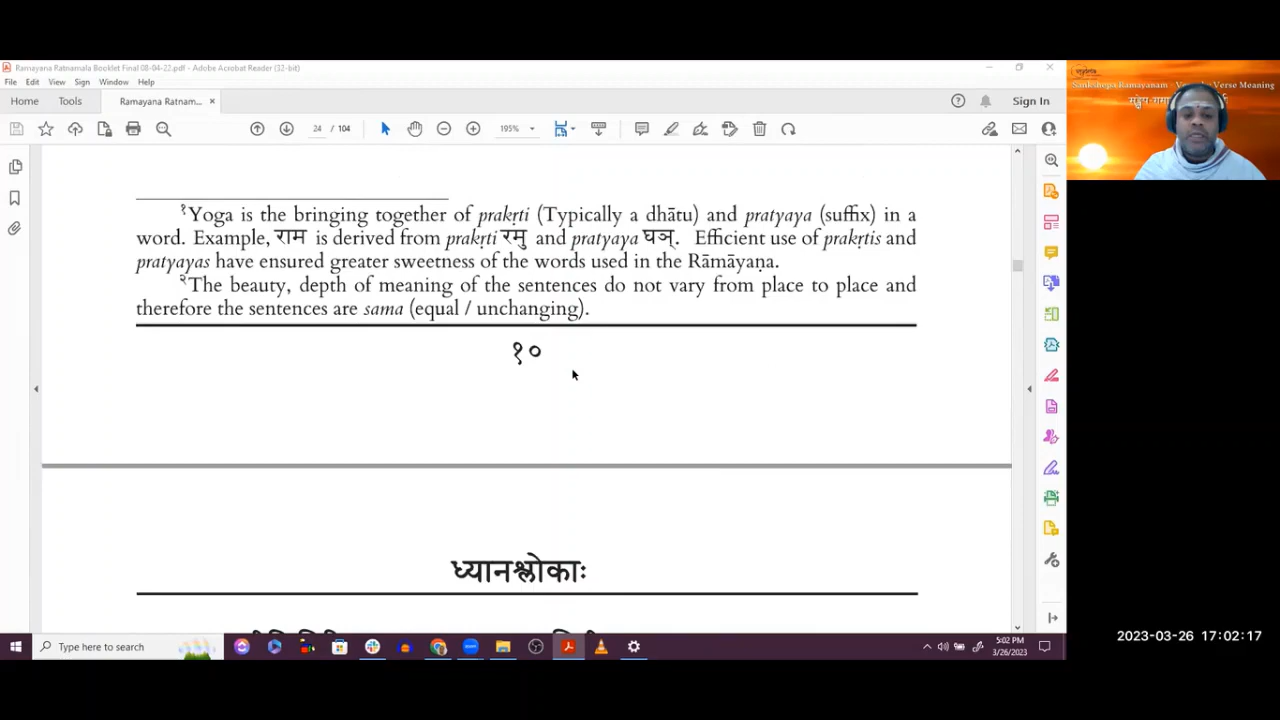 Ramayana Ratnamala Booklet Final 08-04-22.pdf - Adobe Acrobat Reader (32-bit)
File Edit View Sign Window Help
Home Tools Ramayana Ratnam... × Sign In
24 / 104 195%
Verse Meaning
१Yoga is the bringing together of prakṛti (Typically a dhātu) and pratyaya (suffix) in a
word. Example, राम is derived from prakṛti रमु and pratyaya घञ्. Efficient use of prakṛtis and
pratyayas have ensured greater sweetness of the words used in the Rāmāyaṇa.
२The beauty, depth of meaning of the sentences do not vary from place to place and
therefore the sentences are sama (equal / unchanging).
१०
ध्यानश्लोकाः
Type here to search
5:02 PM
3/26/2023
2023-03-26 17:02:17